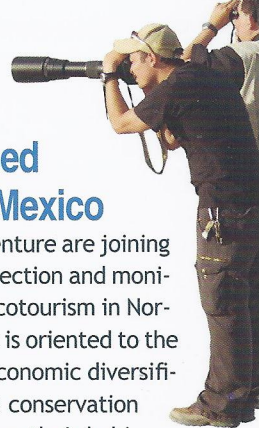 ed
Mexico
enture are joining
ection and moni-
cotourism in Nor-
is oriented to the
conomic diversifi-
conservation